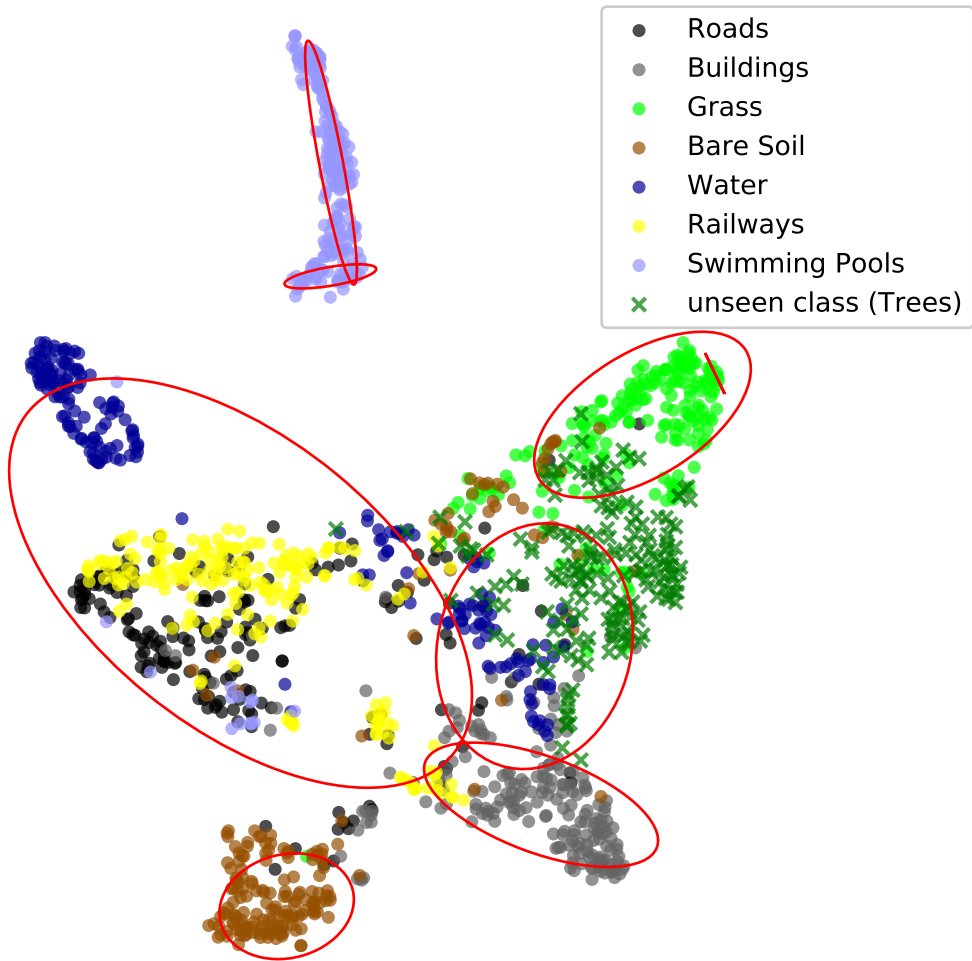 Roads
Buildings
Grass
Bare Soil
Water
Railways
Swimming Pools
unseen class (Trees)